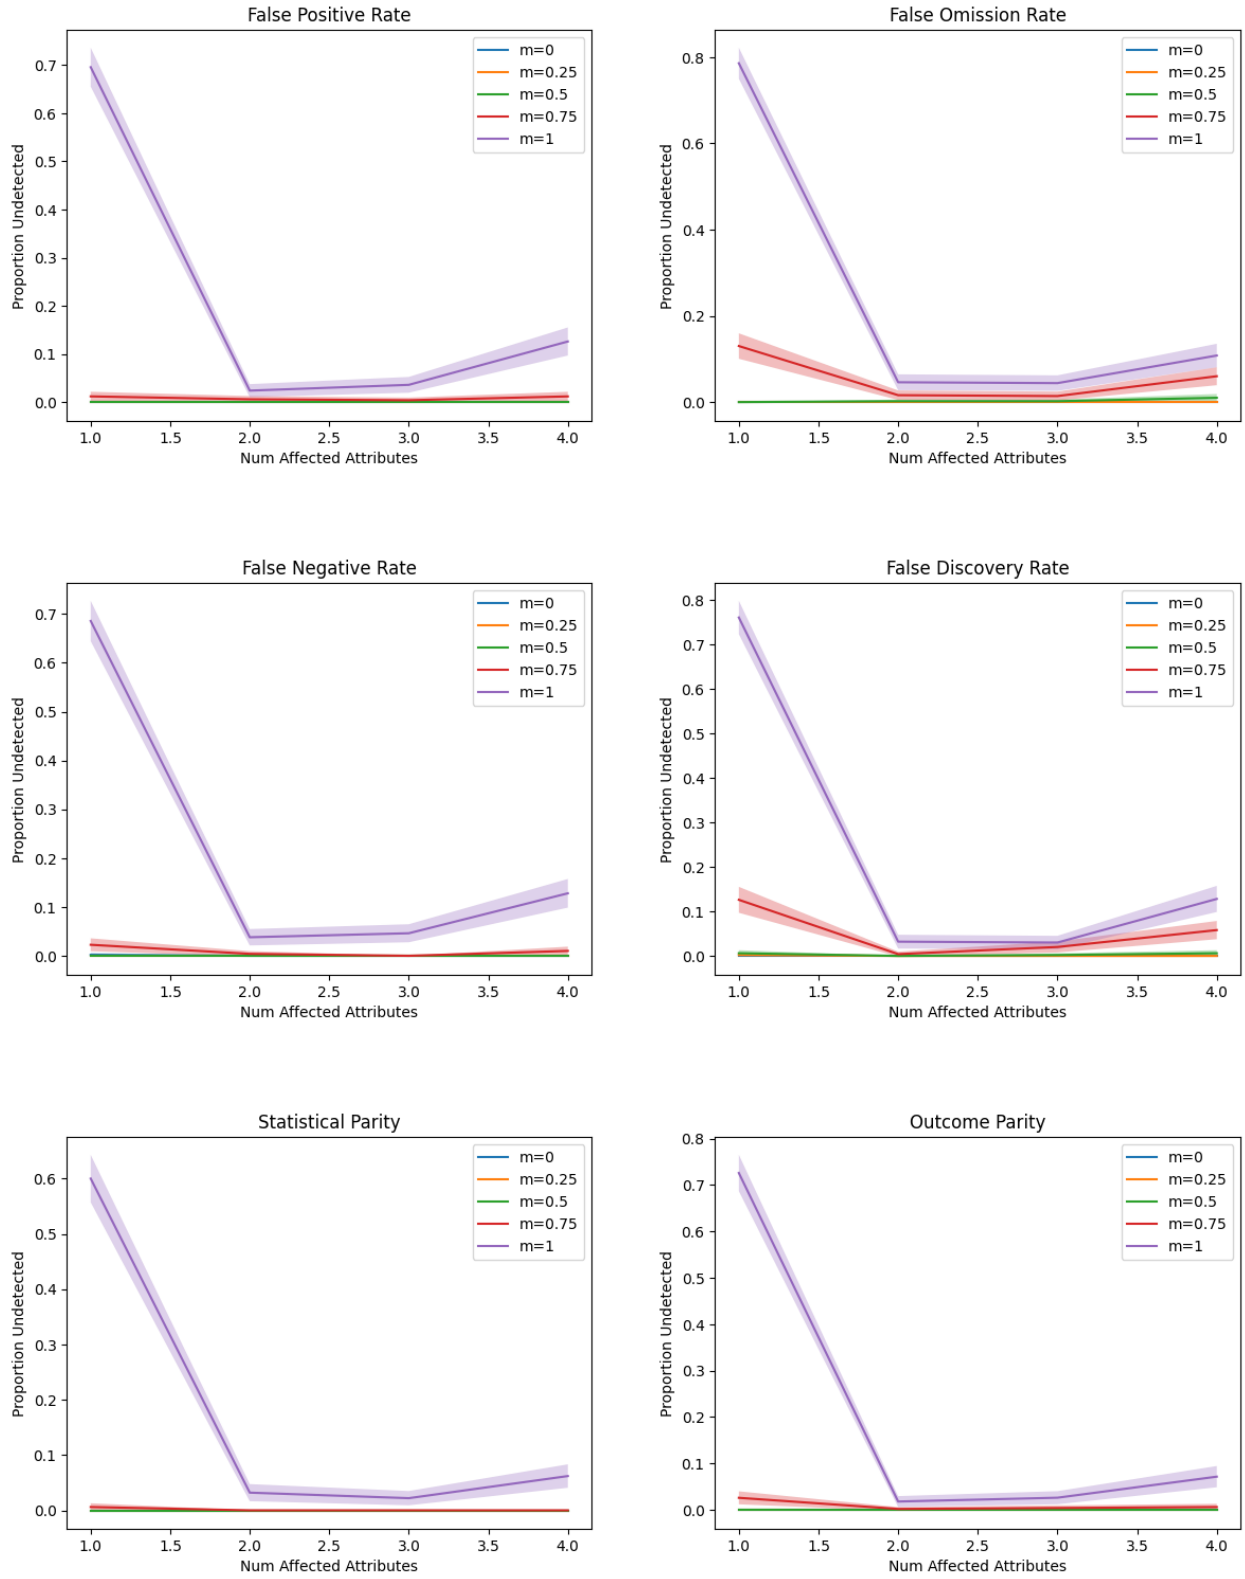 False Positive Rate
Proportion Undetected
0.7
0.6
0.5
0.4
0.3
0.2
0.1
0.0
m=0
m=0.25
m=0.5
m=0.75
m=1
1.0 1.5 2.0 2.5 3.0 3.5 4.0
Num Affected Attributes
False Omission Rate
Proportion Undetected
0.8
0.6
0.4
0.2
0.0
m=0
m=0.25
m=0.5
m=0.75
m=1
1.0 1.5 2.0 2.5 3.0 3.5 4.0
Num Affected Attributes
False Negative Rate
Proportion Undetected
0.7
0.6
0.5
0.4
0.3
0.2
0.1
0.0
m=0
m=0.25
m=0.5
m=0.75
m=1
1.0 1.5 2.0 2.5 3.0 3.5 4.0
Num Affected Attributes
False Discovery Rate
Proportion Undetected
0.8
0.7
0.6
0.5
0.4
0.3
0.2
0.1
0.0
m=0
m=0.25
m=0.5
m=0.75
m=1
1.0 1.5 2.0 2.5 3.0 3.5 4.0
Num Affected Attributes
Statistical Parity
Proportion Undetected
0.6
0.5
0.4
0.3
0.2
0.1
0.0
m=0
m=0.25
m=0.5
m=0.75
m=1
1.0 1.5 2.0 2.5 3.0 3.5 4.0
Num Affected Attributes
Outcome Parity
Proportion Undetected
0.8
0.7
0.6
0.5
0.4
0.3
0.2
0.1
0.0
m=0
m=0.25
m=0.5
m=0.75
m=1
1.0 1.5 2.0 2.5 3.0 3.5 4.0
Num Affected Attributes